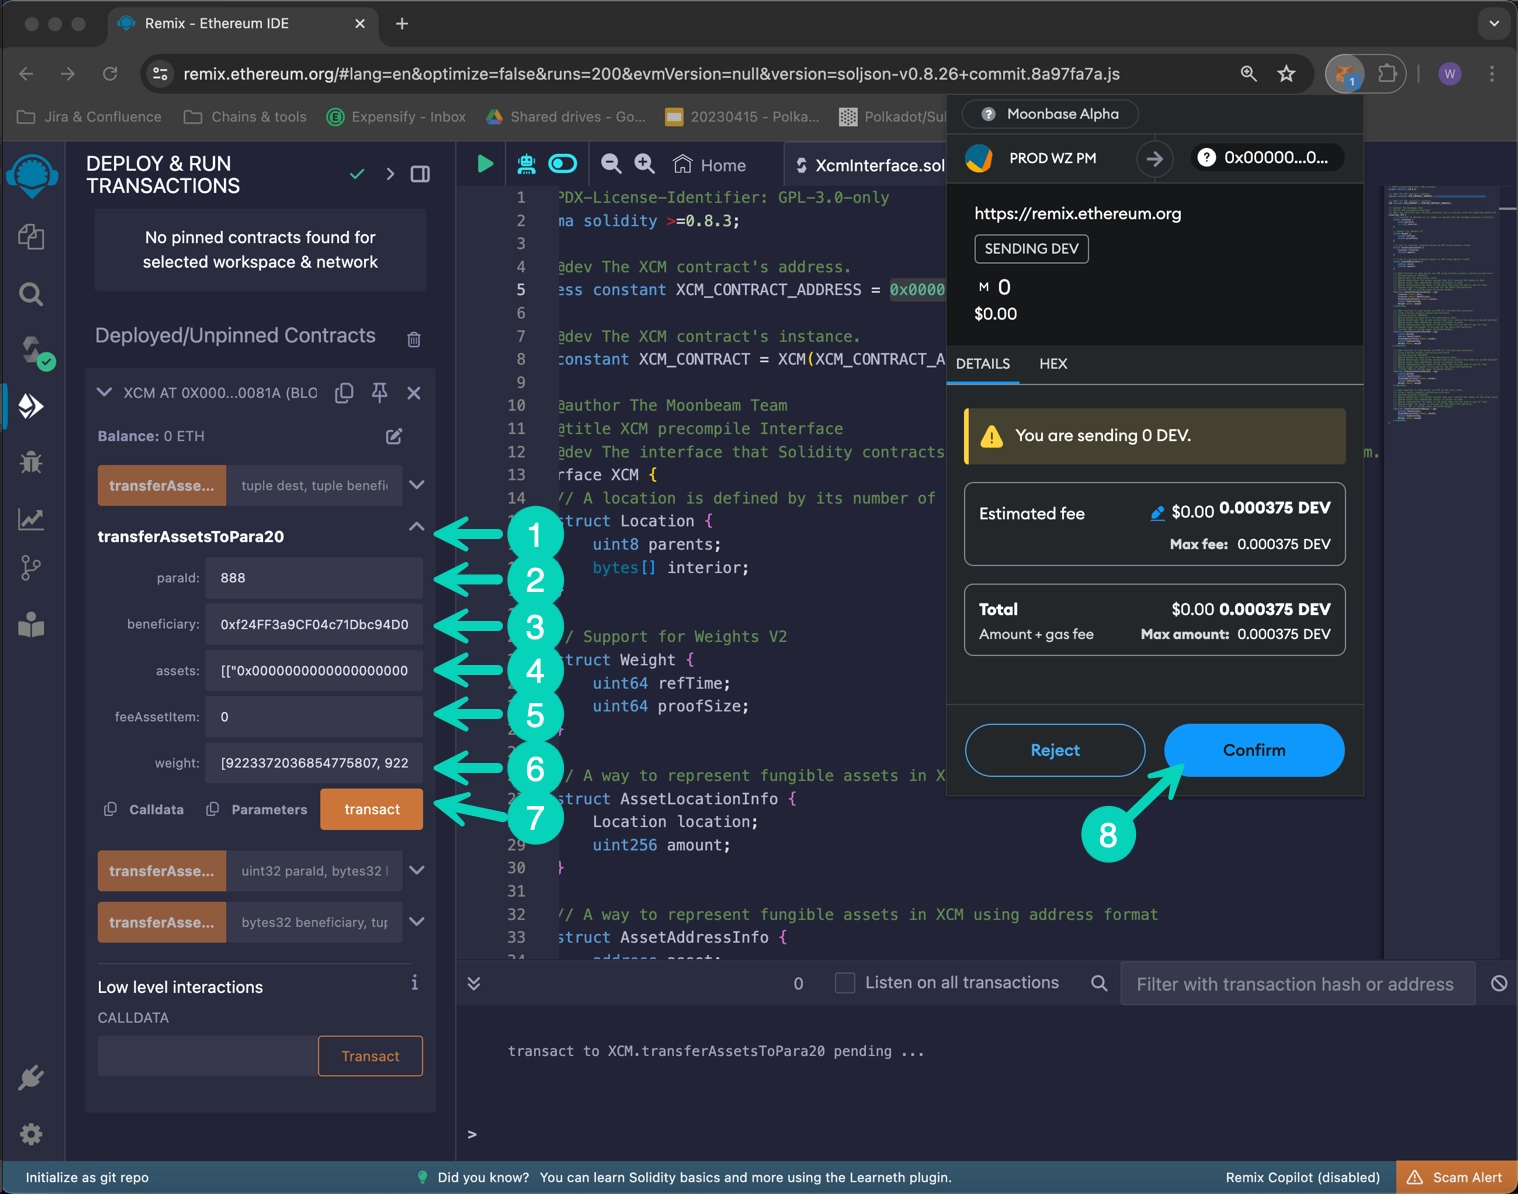 Remix - Ethereum IDE
remix.ethereum.org/#lang=en&optimize=false&runs=200&evmVersion=null&version=soljson-v0.8.26+commit.8a97fa7a.js
1
W
Jira & Confluence
Chains & tools
Expensify - Inbox
Shared drives - Go...
20230415 - Polka...
Polkadot/Su
DEPLOY & RUN
TRANSACTIONS
No pinned contracts found for
selected workspace & network
Deployed/Unpinned Contracts
XCM AT 0X000...0081A (BLO
Balance: 0 ETH
transferAsse... tuple dest, tuple benefi
transferAssetsToPara20
paraId: 888
beneficiary: 0xf24FF3a9CF04c71Dbc94D0
assets: [["0x0000000000000000000
feeAssetItem: 0
weight: [9223372036854775807, 922
Calldata Parameters transact
transferAsse... uint32 paraId, bytes32
transferAsse... bytes32 beneficiary, tup
Low level interactions i
CALLDATA
Transact
1
2
3
4
5
6
7
Home XcmInterface.sol
1 PDX-License-Identifier: GPL-3.0-only
2 ma solidity >=0.8.3;
3
4 @dev The XCM contract's address.
5 ess constant XCM_CONTRACT_ADDRESS = 0x0000
6
7 @dev The XCM contract's instance.
8 constant XCM_CONTRACT = XCM(XCM_CONTRACT_A
9
10 @author The Moonbeam Team
11 @title XCM precompile Interface
12 @dev The interface that Solidity contracts m.
13 rface XCM {
14 // A location is defined by its number of
struct Location {
uint8 parents;
bytes[] interior;
// Support for Weights V2
struct Weight {
uint64 refTime;
uint64 proofSize;
}
// A way to represent fungible assets in X
struct AssetLocationInfo {
Location location;
29 uint256 amount;
30 }
31
32 // A way to represent fungible assets in XCM using address format
33 struct AssetAddressInfo {
34 address asset;
Moonbase Alpha
PROD WZ PM
0x00000...0...
https://remix.ethereum.org
SENDING DEV
M 0
$0.00
DETAILS HEX
You are sending 0 DEV.
Estimated fee $0.00 0.000375 DEV
Max fee: 0.000375 DEV
Total $0.00 0.000375 DEV
Amount + gas fee Max amount: 0.000375 DEV
Reject Confirm
8
0 Listen on all transactions Filter with transaction hash or address
transact to XCM.transferAssetsToPara20 pending ...
>
Initialize as git repo
Did you know? You can learn Solidity basics and more using the Learneth plugin.
Remix Copilot (disabled)
Scam Alert